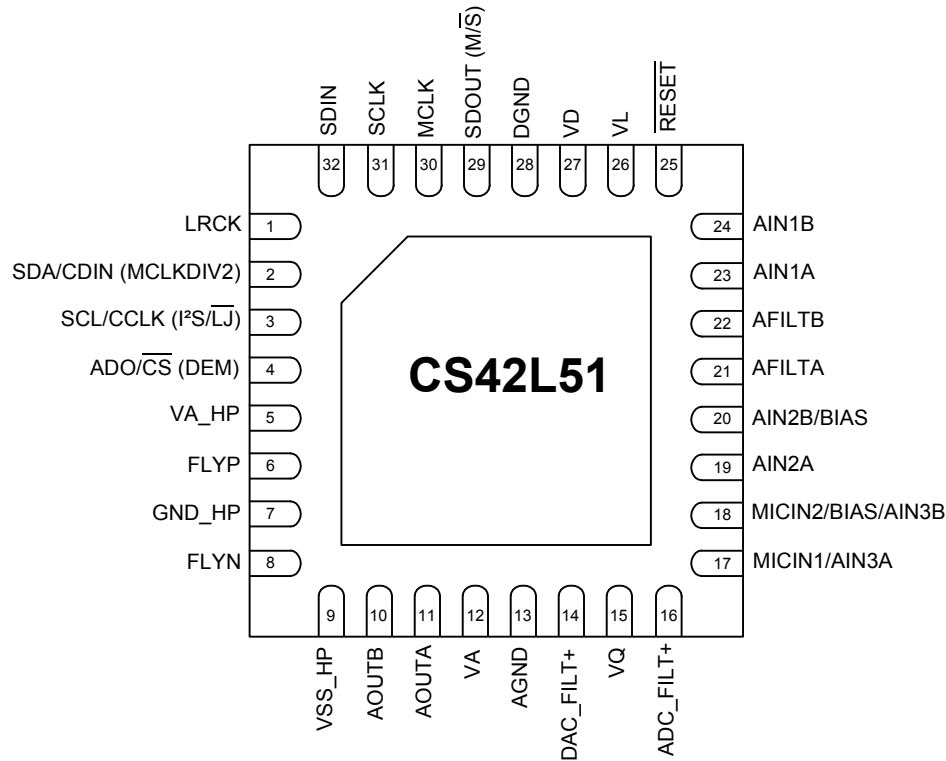 SDIN
SCLK
MCLK
SDOUT (M/S̅)
DGND
VD
VL
R̅E̅S̅E̅T̅
32
31
30
29
28
27
26
25
LRCK
1
SDA/CDIN (MCLKDIV2)
2
SCL/CCLK (I²S/L̅J̅)
3
ADO/C̅S̅ (DEM)
4
VA_HP
5
FLYP
6
GND_HP
7
FLYN
8
CS42L51
24
AIN1B
23
AIN1A
22
AFILTB
21
AFILTA
20
AIN2B/BIAS
19
AIN2A
18
MICIN2/BIAS/AIN3B
17
MICIN1/AIN3A
9
10
11
12
13
14
15
16
VSS_HP
AOUTB
AOUTA
VA
AGND
DAC_FILT+
VQ
ADC_FILT+